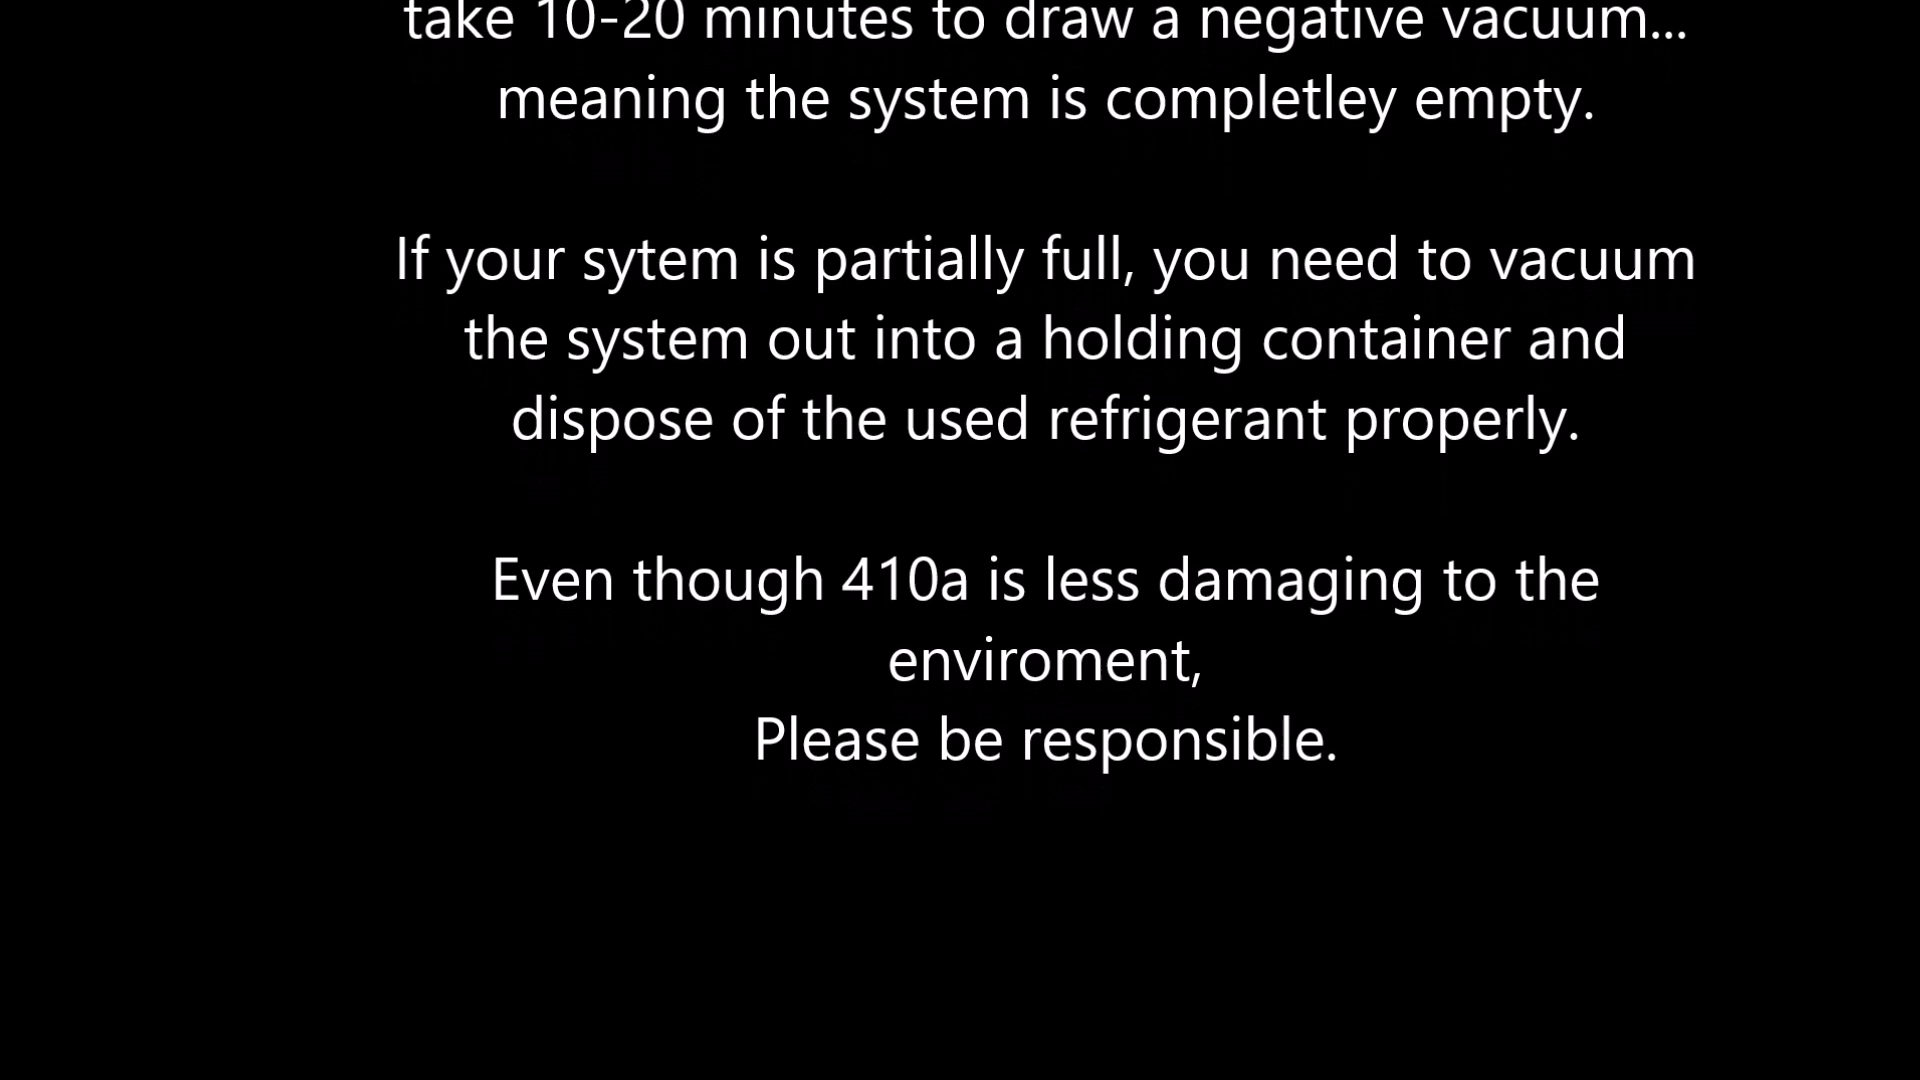 take 10-20 minutes to draw a negative vacuum...
meaning the system is completley empty.
If your sytem is partially full, you need to vacuum
the system out into a holding container and
dispose of the used refrigerant properly.
Even though 410a is less damaging to the
enviroment,
Please be responsible.